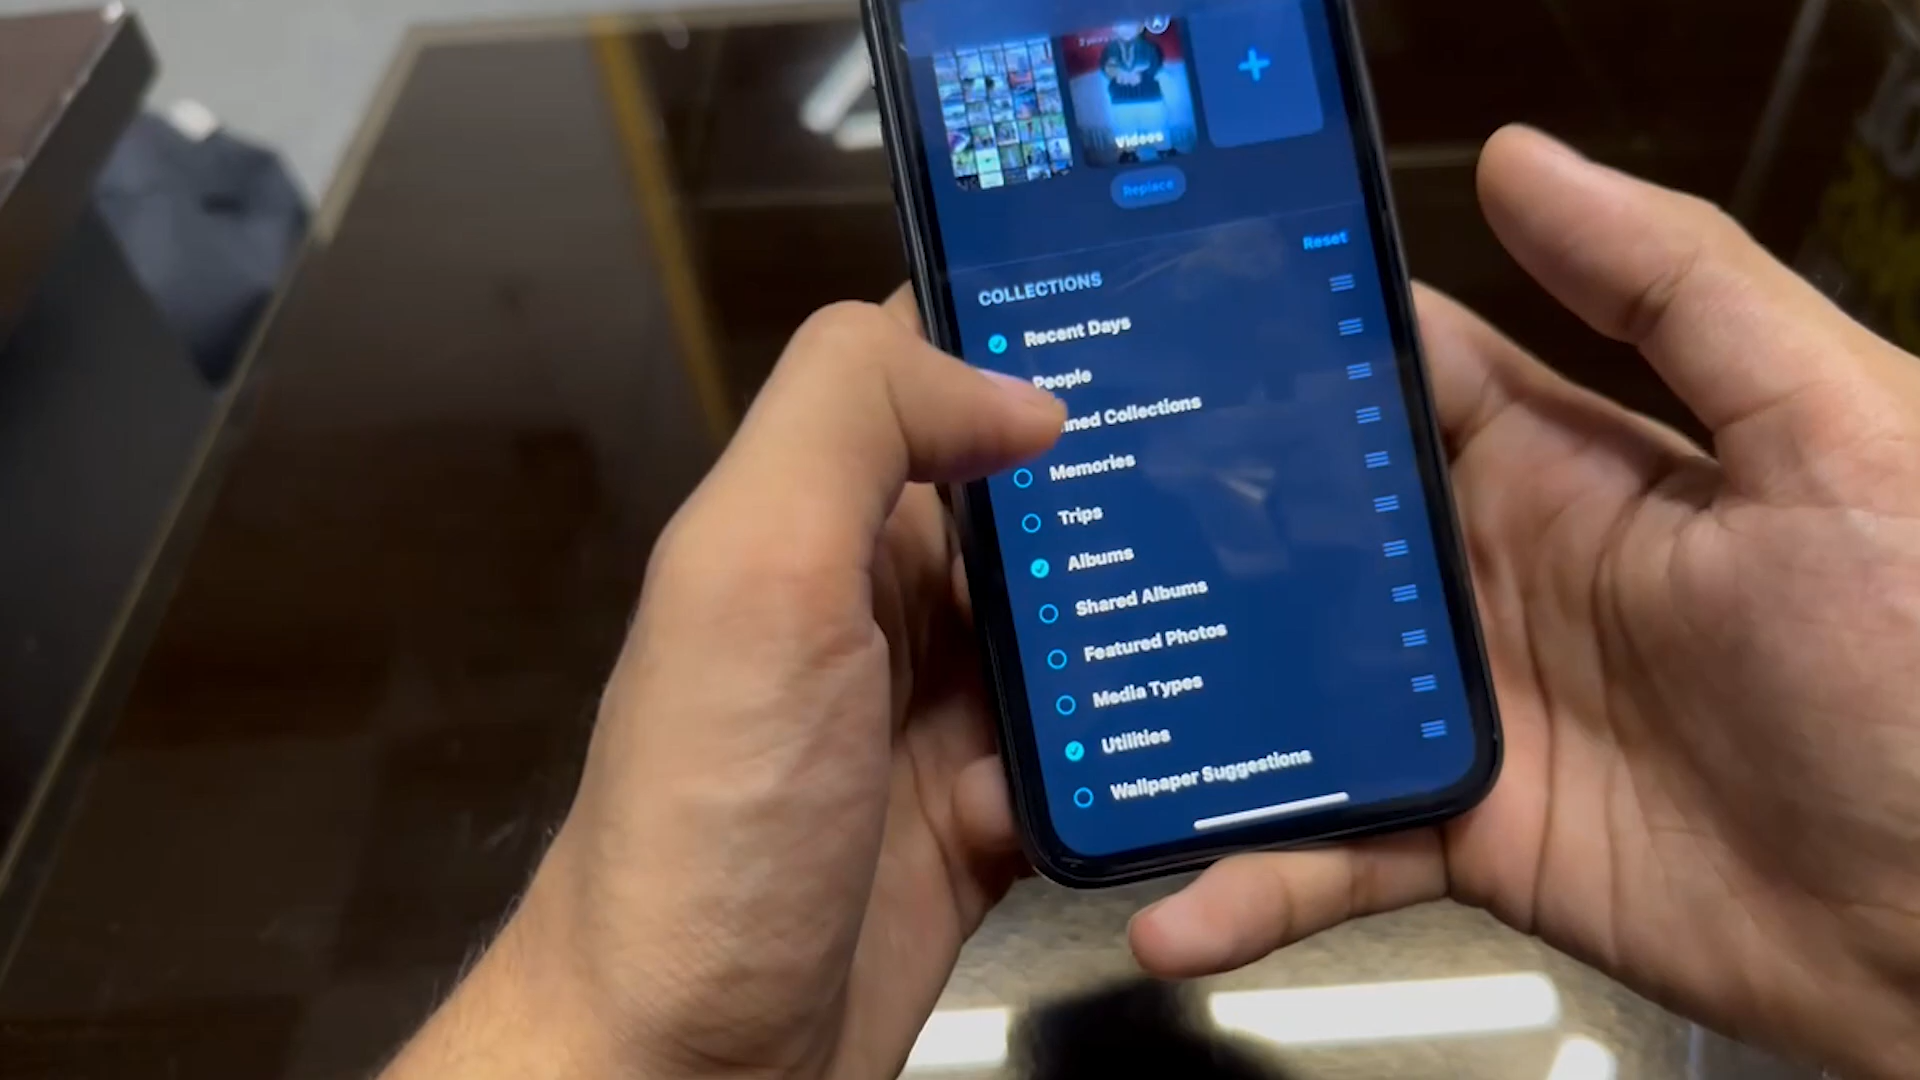 Videos
Replace
Reset
COLLECTIONS
Recent Days
People
Collections
Memories
Trips
Albums
Shared Albums
Featured Photos
Media Types
Utilities
Wallpaper Suggestions